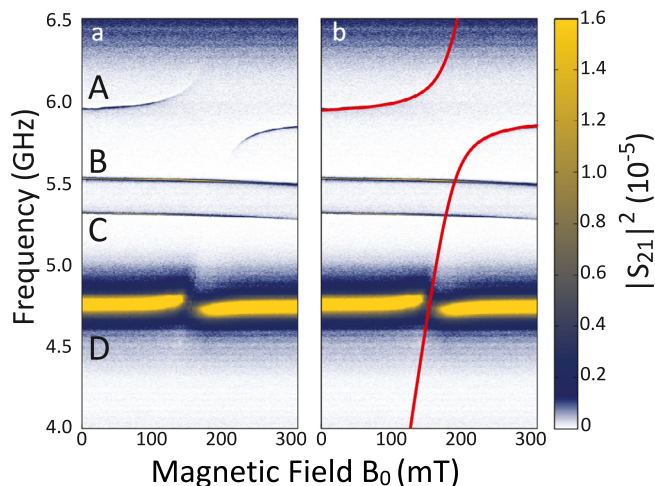 a
b
6.5
6.0
5.5
5.0
4.5
4.0
A
B
C
D
Frequency (GHz)
0 100 200 300
0 100 200 300
Magnetic Field B₀ (mT)
1.6
1.4
1.2
1.0
0.8
0.6
0.4
0.2
0
|S₂₁|² (10⁻⁵)